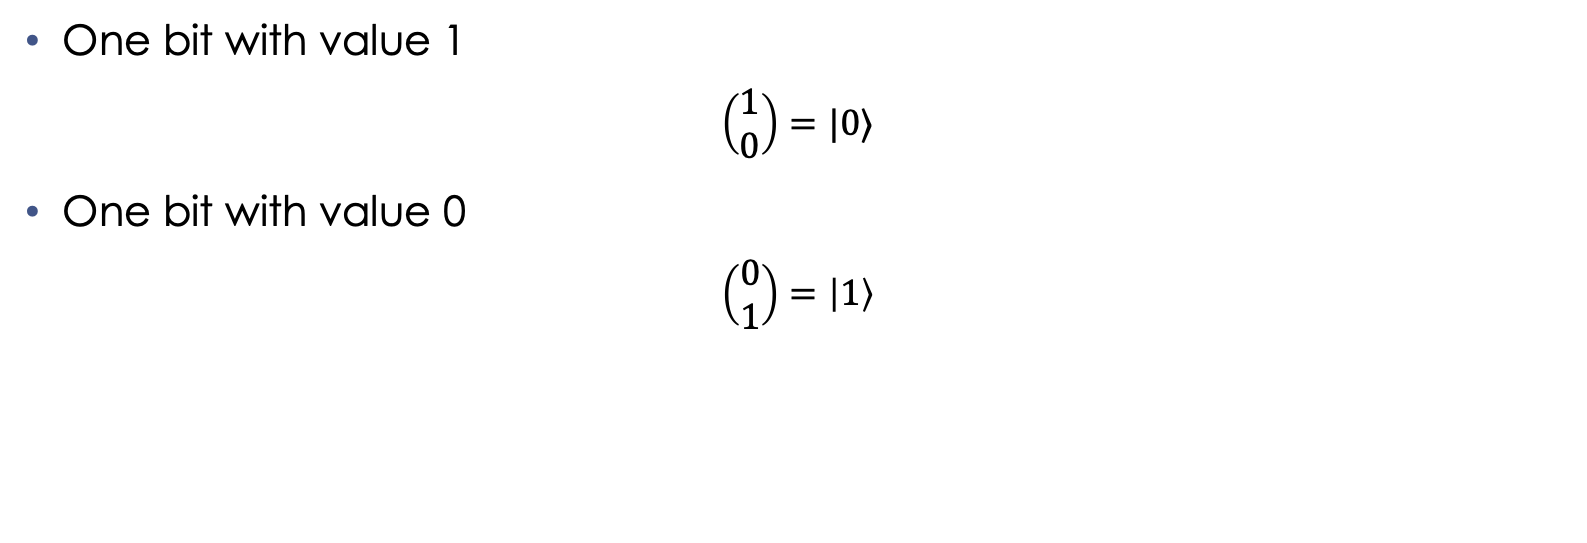 • One bit with value 1
(1 0) = |0⟩
• One bit with value 0
(0 1) = |1⟩